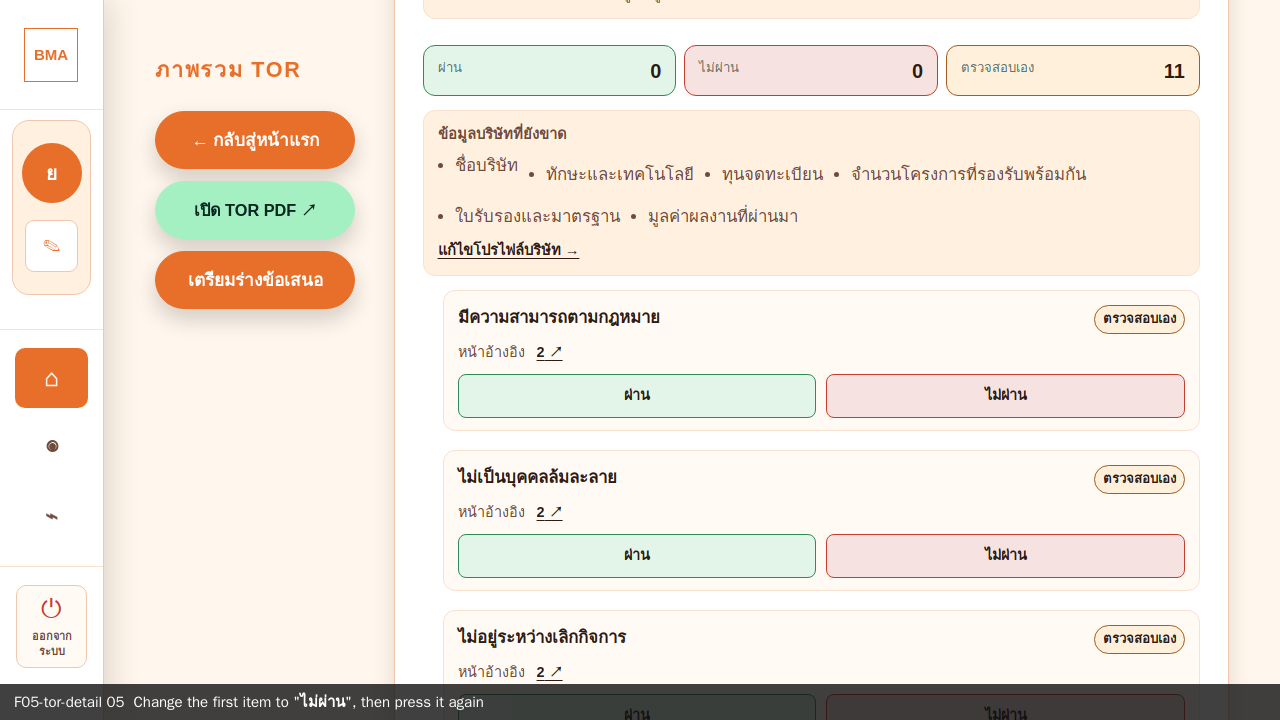 BMA
ย
ออกจาก
ระบบ
ภาพรวม TOR
← กลับสู่หน้าแรก
เปิด TOR PDF ↗
เตรียมร่างข้อเสนอ
ผ่าน 0
ไม่ผ่าน 0
ตรวจสอบเอง 11
ข้อมูลบริษัทที่ยังขาด
• ชื่อบริษัท • ทักษะและเทคโนโลยี • ทุนจดทะเบียน • จำนวนโครงการที่รองรับพร้อมกัน
• ใบรับรองและมาตรฐาน • มูลค่าผลงานที่ผ่านมา
แก้ไขโปรไฟล์บริษัท →
มีความสามารถตามกฎหมาย ตรวจสอบเอง
หน้าอ้างอิง 2 ↗
ผ่าน ไม่ผ่าน
ไม่เป็นบุคคลล้มละลาย ตรวจสอบเอง
หน้าอ้างอิง 2 ↗
ผ่าน ไม่ผ่าน
ไม่อยู่ระหว่างเลิกกิจการ ตรวจสอบเอง
หน้าอ้างอิง 2 ↗
ผ่าน ไม่ผ่าน
F05-tor-detail 05 Change the first item to "ไม่ผ่าน", then press it again